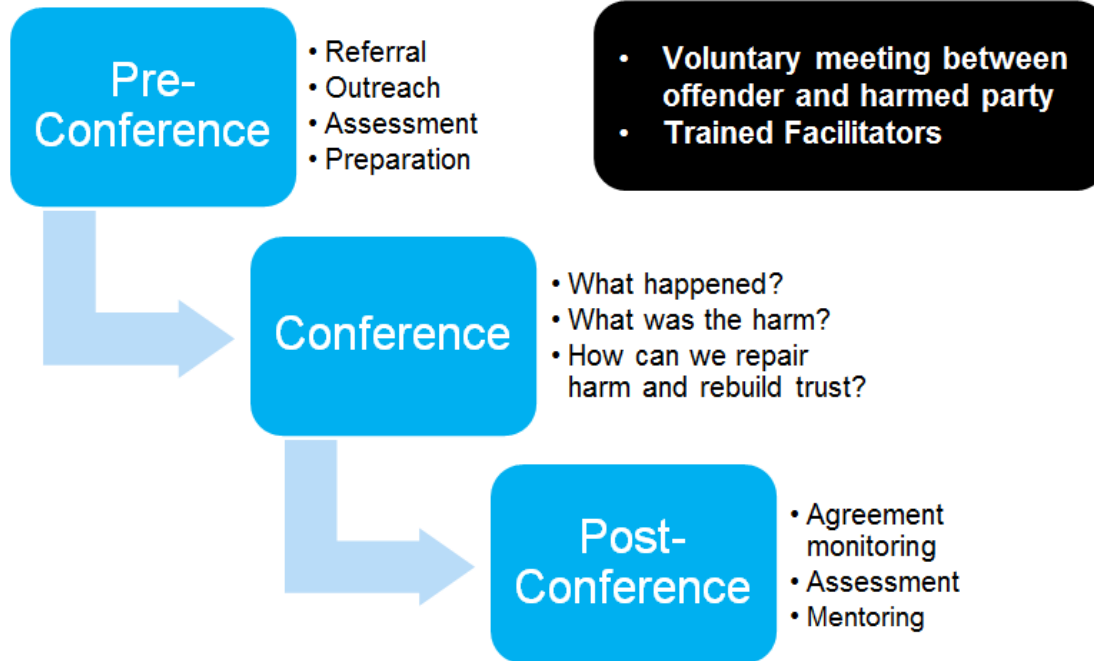 Pre-
Conference
• Referral
• Outreach
• Assessment
• Preparation
• Voluntary meeting between
offender and harmed party
• Trained Facilitators
Conference
• What happened?
• What was the harm?
• How can we repair
harm and rebuild trust?
Post-
Conference
• Agreement
monitoring
• Assessment
• Mentoring